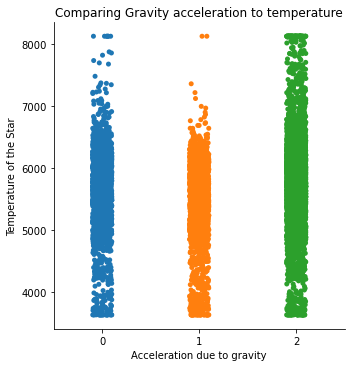 Comparing Gravity acceleration to temperature
8000
7000
6000
5000
4000
Temperature of the Star
0 1 2
Acceleration due to gravity